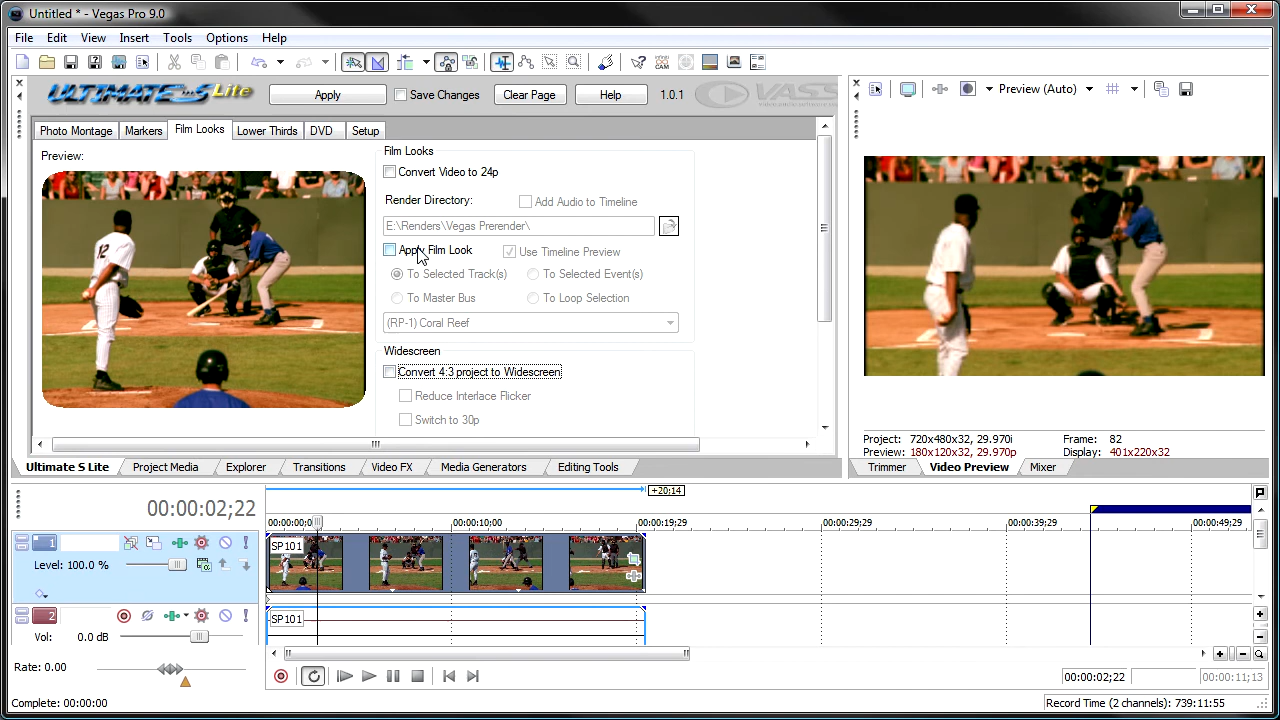 Untitled * - Vegas Pro 9.0
File Edit View Insert Tools Options Help
ULTIMATE S Lite Apply Save Changes Clear Page Help 1.0.1 VASST
Photo Montage Markers Film Looks Lower Thirds DVD Setup
Preview:
Film Looks
Convert Video to 24p
Render Directory: Add Audio to Timeline
E:\Renders\Vegas Prerender\
Apply Film Look Use Timeline Preview
To Selected Track(s) To Selected Event(s)
To Master Bus To Loop Selection
(RP-1) Coral Reef
Widescreen
Convert 4:3 project to Widescreen
Reduce Interlace Flicker
Switch to 30p
12
Preview (Auto)
Project: 720x480x32, 29.970i Frame: 82
Preview: 180x120x32, 29.970p Display: 401x220x32
Ultimate S Lite Project Media Explorer Transitions Video FX Media Generators Editing Tools
Trimmer Video Preview Mixer
+20;14
00:00:02;22
00:00:00;0 00:00:10;00 00:00:19;29 00:00:29;29 00:00:39;29 00:00:49;29
1
SP101
Level: 100.0 %
2
SP101
Vol: 0.0 dB
Rate: 0.00
00:00:02;22 00:00:11;13
Complete: 00:00:00 Record Time (2 channels): 739:11:55